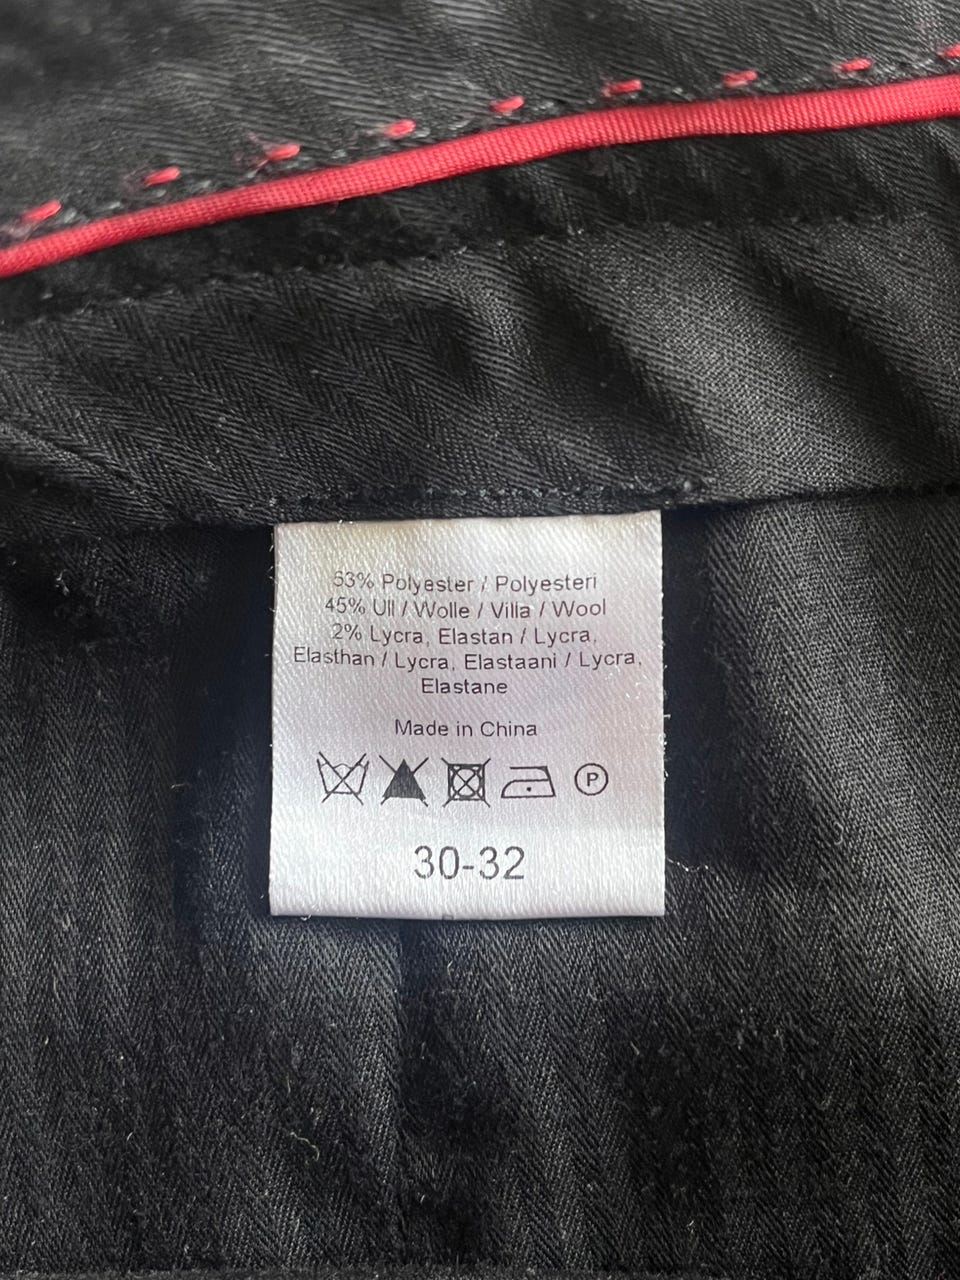 53% Polyester / Polyesteri
45% Ull / Wolle / Villa / Wool
2% Lycra, Elastan / Lycra,
Elasthan / Lycra, Elastaani / Lycra,
Elastane
Made in China
P
30-32